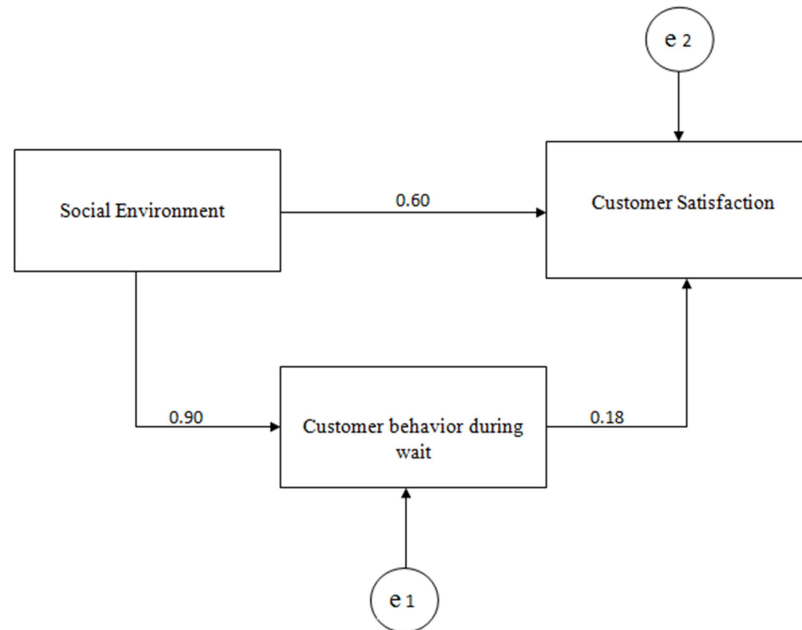 e 2
Social Environment
0.60
Customer Satisfaction
0.90
Customer behavior during
wait
0.18
e 1